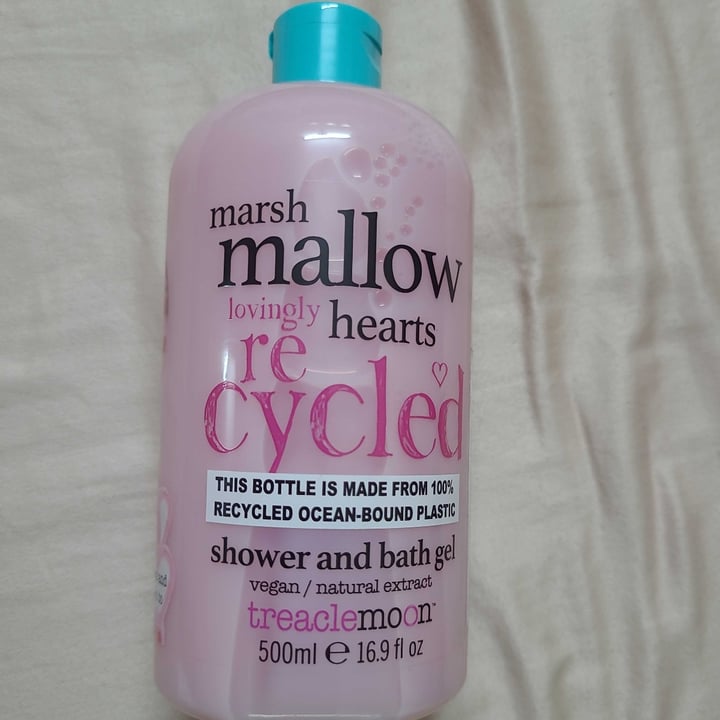 marsh
mallow
lovingly hearts
re
cycled
THIS BOTTLE IS MADE FROM 100%
RECYCLED OCEAN-BOUND PLASTIC
shower and bath gel
vegan / natural extract
treaclemoon™
500ml ℮ 16.9 fl oz